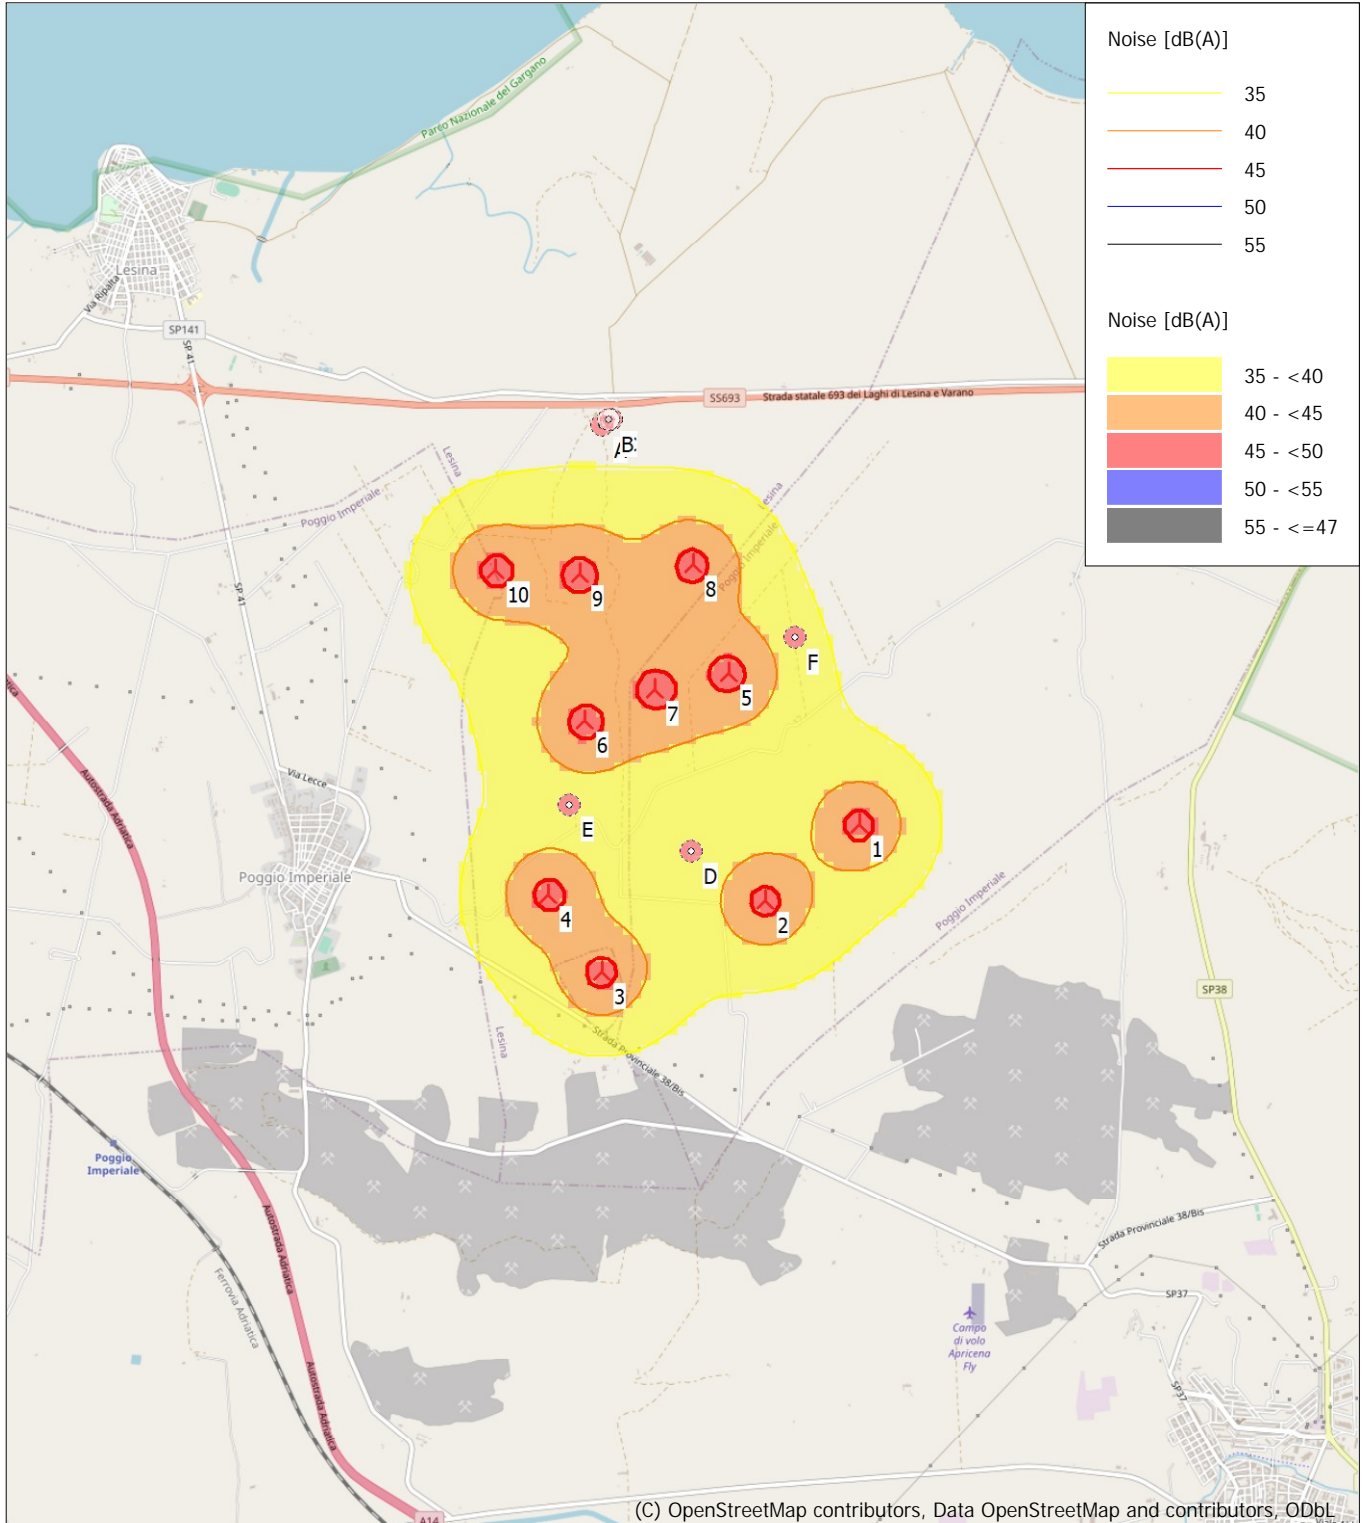 Noise [dB(A)]
35
40
45
50
55
Noise [dB(A)]
35 - <40
40 - <45
45 - <50
50 - <55
55 - <=47
Parco Nazionale del Gargano
Lesina
Via Ripalta
SP141
SP 41
SS693
Strada statale 693 dei Laghi di Lesina e Varano
B
Lesina
Poggio Imperiale
Lesina
Poggio Imperiale
10
9
8
F
SP 41
5
7
6
Autostrada Adriatica
Via Lecce
E
1
D
Poggio Imperiale
4
2
Poggio Imperiale
3
SP38
Lesina
Strada Provinciale 38/Bis
Poggio
Imperiale
Autostrada Adriatica
Strada Provinciale 38/Bis
Ferrovia Adriatica
SP37
Campo
di volo
Apricena
Fly
Autostrada Adriatica
SP37
A14
(C) OpenStreetMap contributors, Data OpenStreetMap and contributors, ODbL